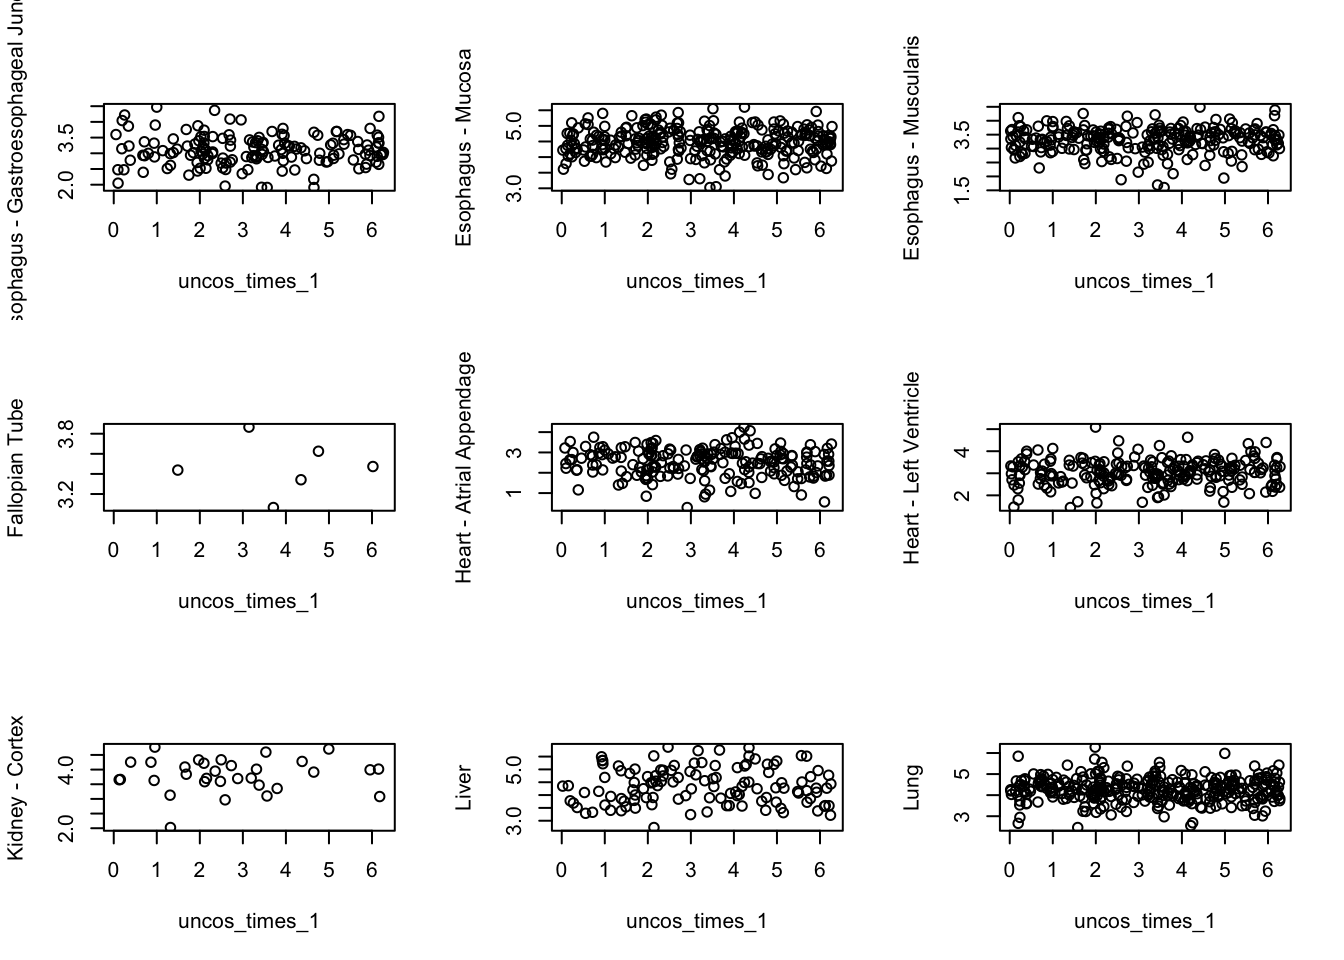 sophagus - Gastroesophageal Junc
2.0 3.5
0 1 2 3 4 5 6
uncos_times_1
Esophagus - Mucosa
3.0 5.0
0 1 2 3 4 5 6
uncos_times_1
Esophagus - Muscularis
1.5 3.5
0 1 2 3 4 5 6
uncos_times_1
Fallopian Tube
3.2 3.8
0 1 2 3 4 5 6
uncos_times_1
Heart - Atrial Appendage
1 3
0 1 2 3 4 5 6
uncos_times_1
Heart - Left Ventricle
2 4
0 1 2 3 4 5 6
uncos_times_1
Kidney - Cortex
2.0 4.0
0 1 2 3 4 5 6
uncos_times_1
Liver
3.0 5.0
0 1 2 3 4 5 6
uncos_times_1
Lung
3 5
0 1 2 3 4 5 6
uncos_times_1